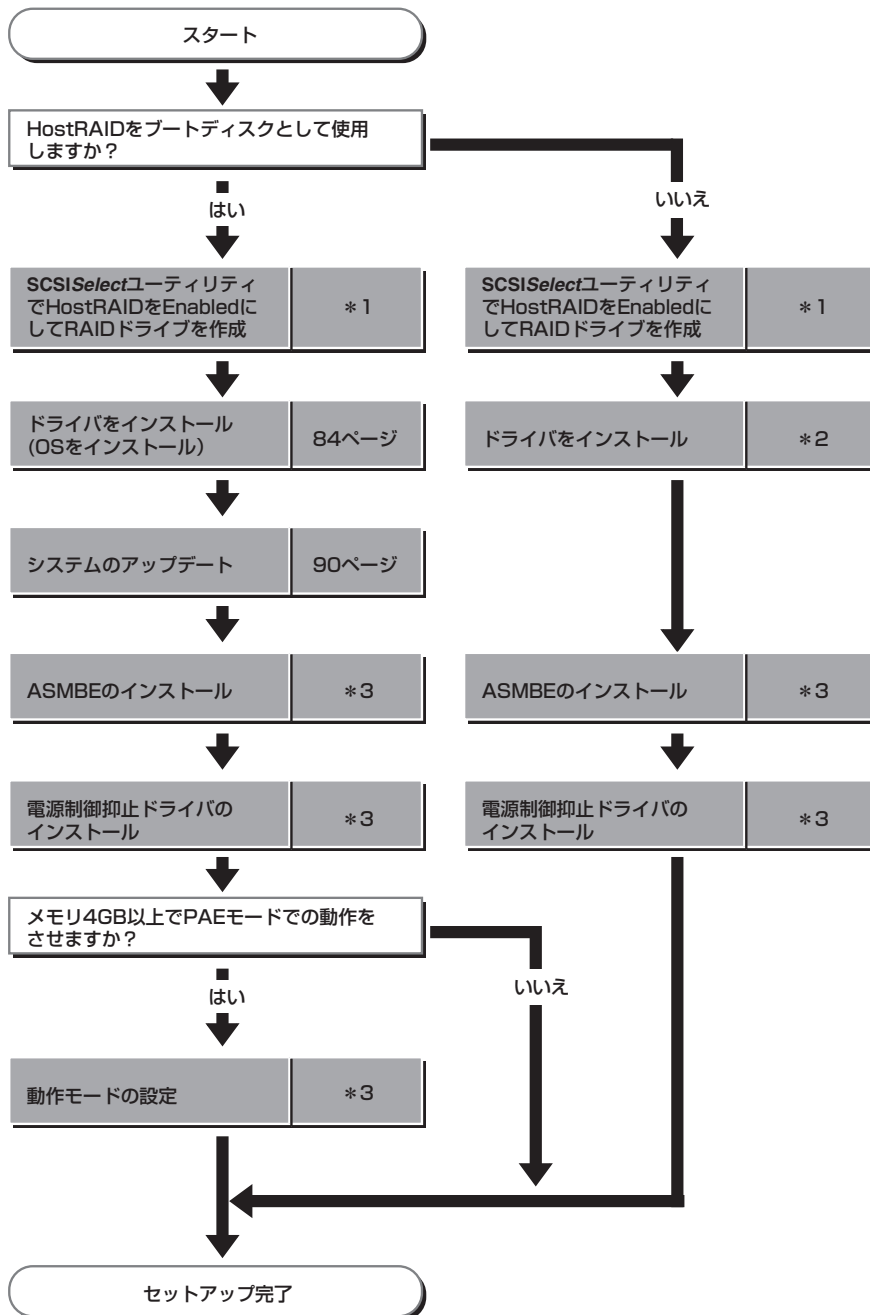 スタート
HostRAIDをブートディスクとして使用
しますか？
はい
いいえ
SCSISelectユーティリティ
でHostRAIDをEnabledに
してRAIDドライブを作成
＊1
SCSISelectユーティリティ
でHostRAIDをEnabledに
してRAIDドライブを作成
＊1
ドライバをインストール
(OSをインストール）
84ページ
ドライバをインストール
＊2
システムのアップデート
90ページ
ASMBEのインストール
＊3
ASMBEのインストール
＊3
電源制御抑止ドライバの
インストール
＊3
電源制御抑止ドライバの
インストール
＊3
メモリ4GB以上でPAEモードでの動作を
させますか？
はい
いいえ
動作モードの設定
＊3
セットアップ完了